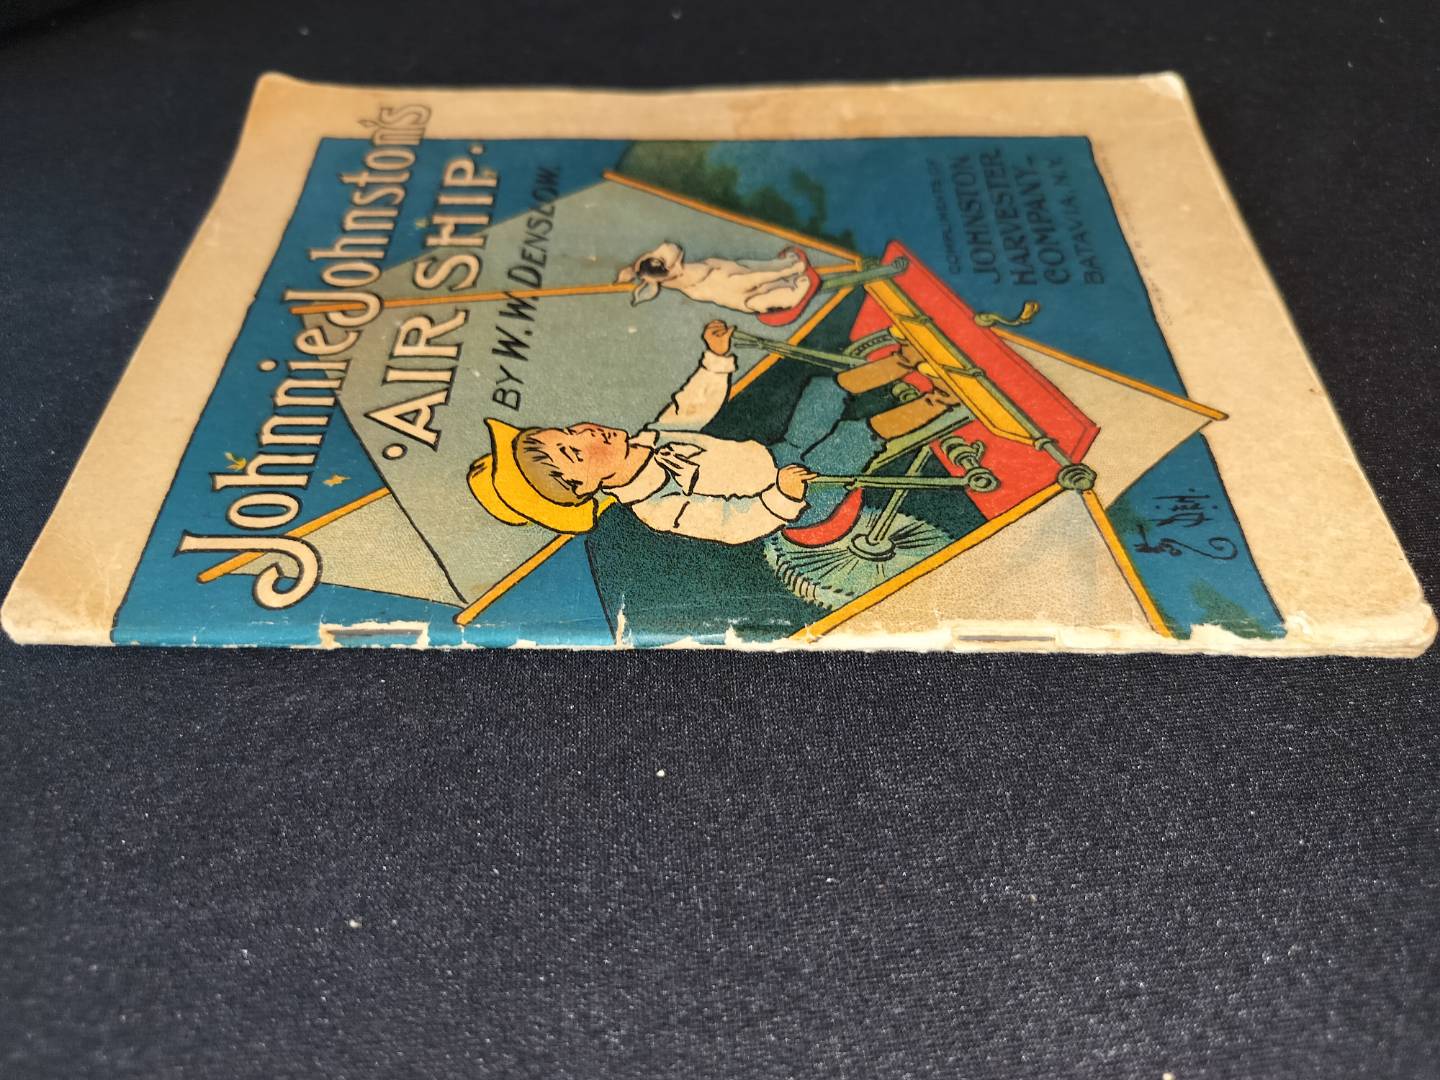 Johnnie Johnston's
AIR SHIP.
BY W. W. DENSLOW.
COMPLIMENTS OF
JOHNSTON
HARVESTER
COMPANY.
BATAVIA, N.Y.